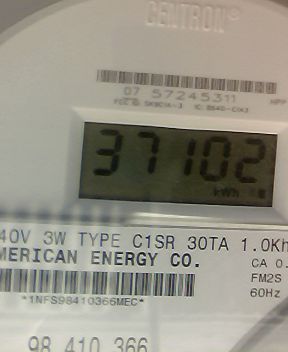 CENTRON®
07 57245311
37102
kWh
40V 3W TYPE C1SR 30TA 1.0Kh
MERICAN ENERGY CO.
CA 0.
FM2S
60Hz
*1NFS98410366MEC*
98 410 366